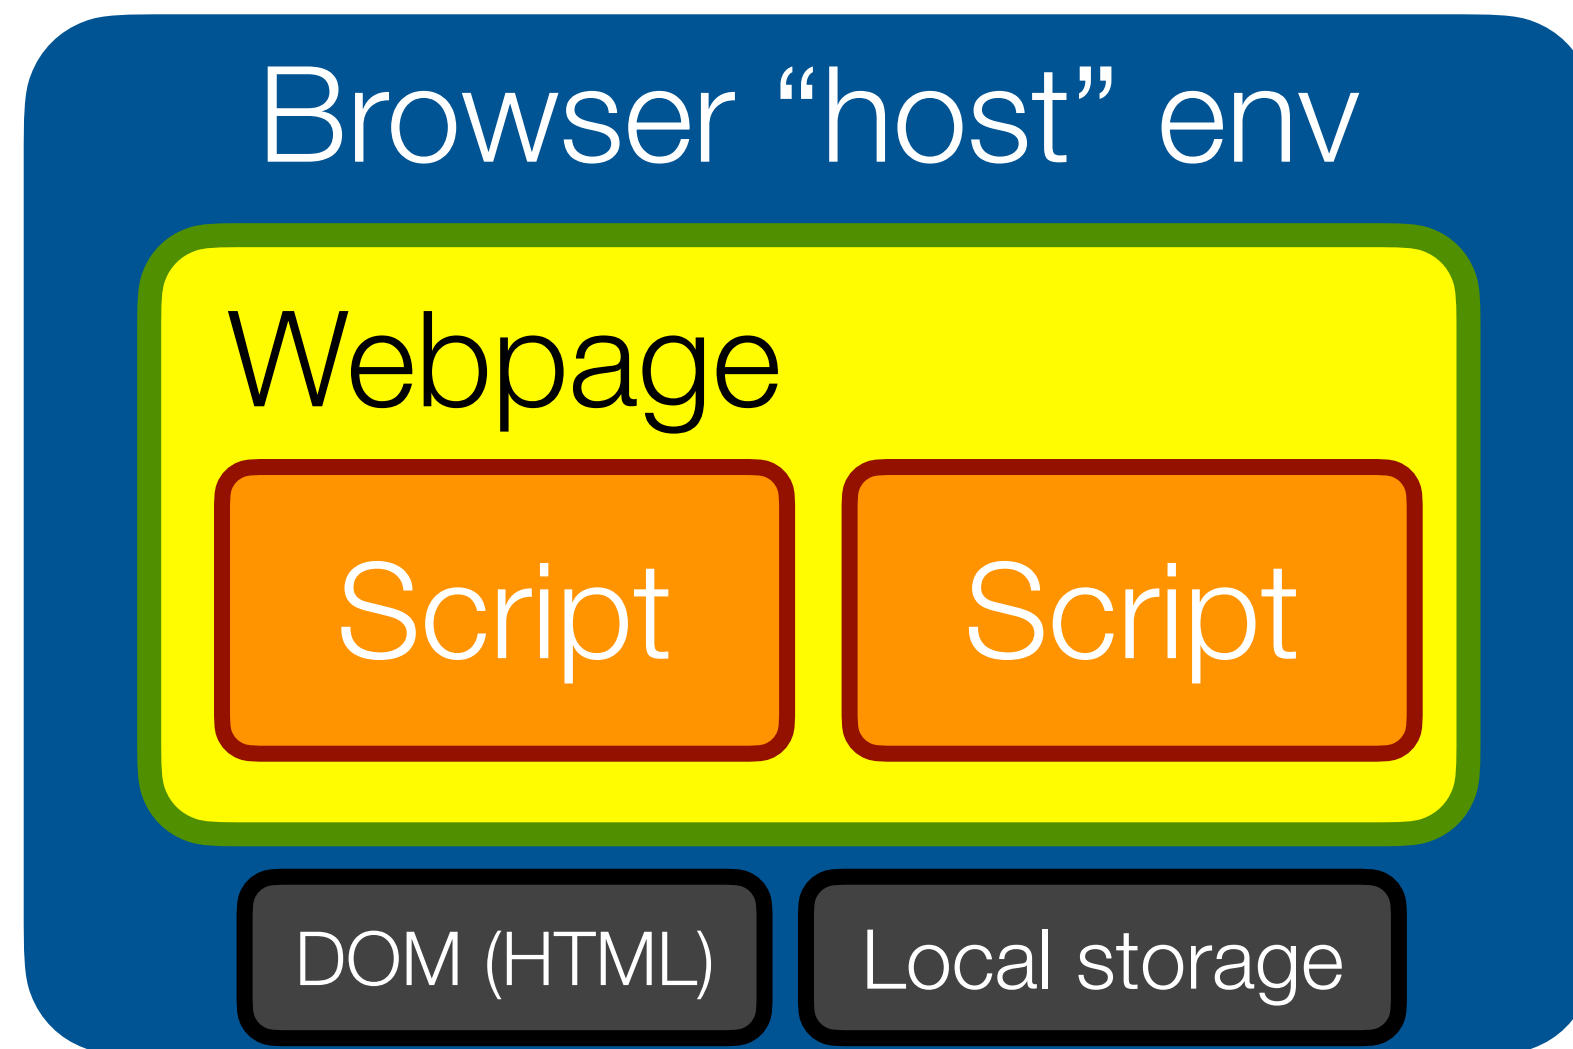 Browser “host” env
Webpage
Script Script
DOM (HTML) Local storage